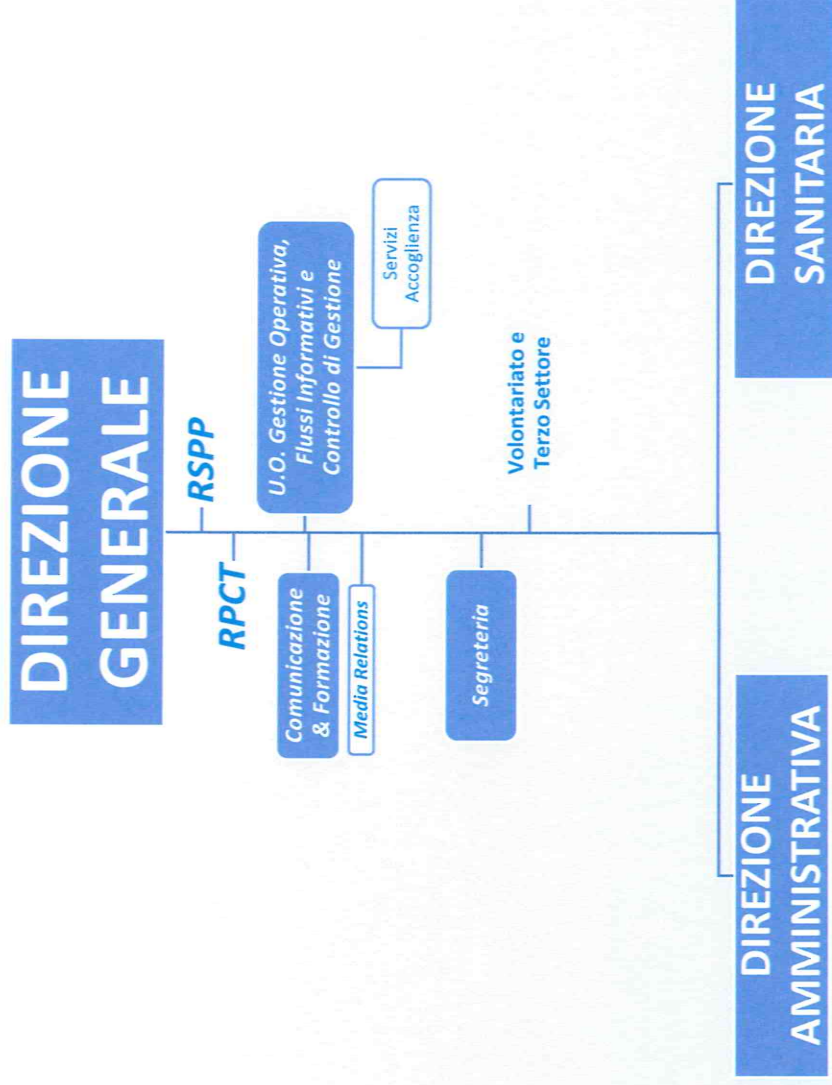 DIREZIONE
GENERALE
RSPP
RPCT
U.O. Gestione Operativa,
Flussi Informativi e
Controllo di Gestione
Comunicazione
& Formazione
Media Relations
Servizi
Accoglienza
Segreteria
Volontariato e
Terzo Settore
DIREZIONE
AMMINISTRATIVA
DIREZIONE
SANITARIA